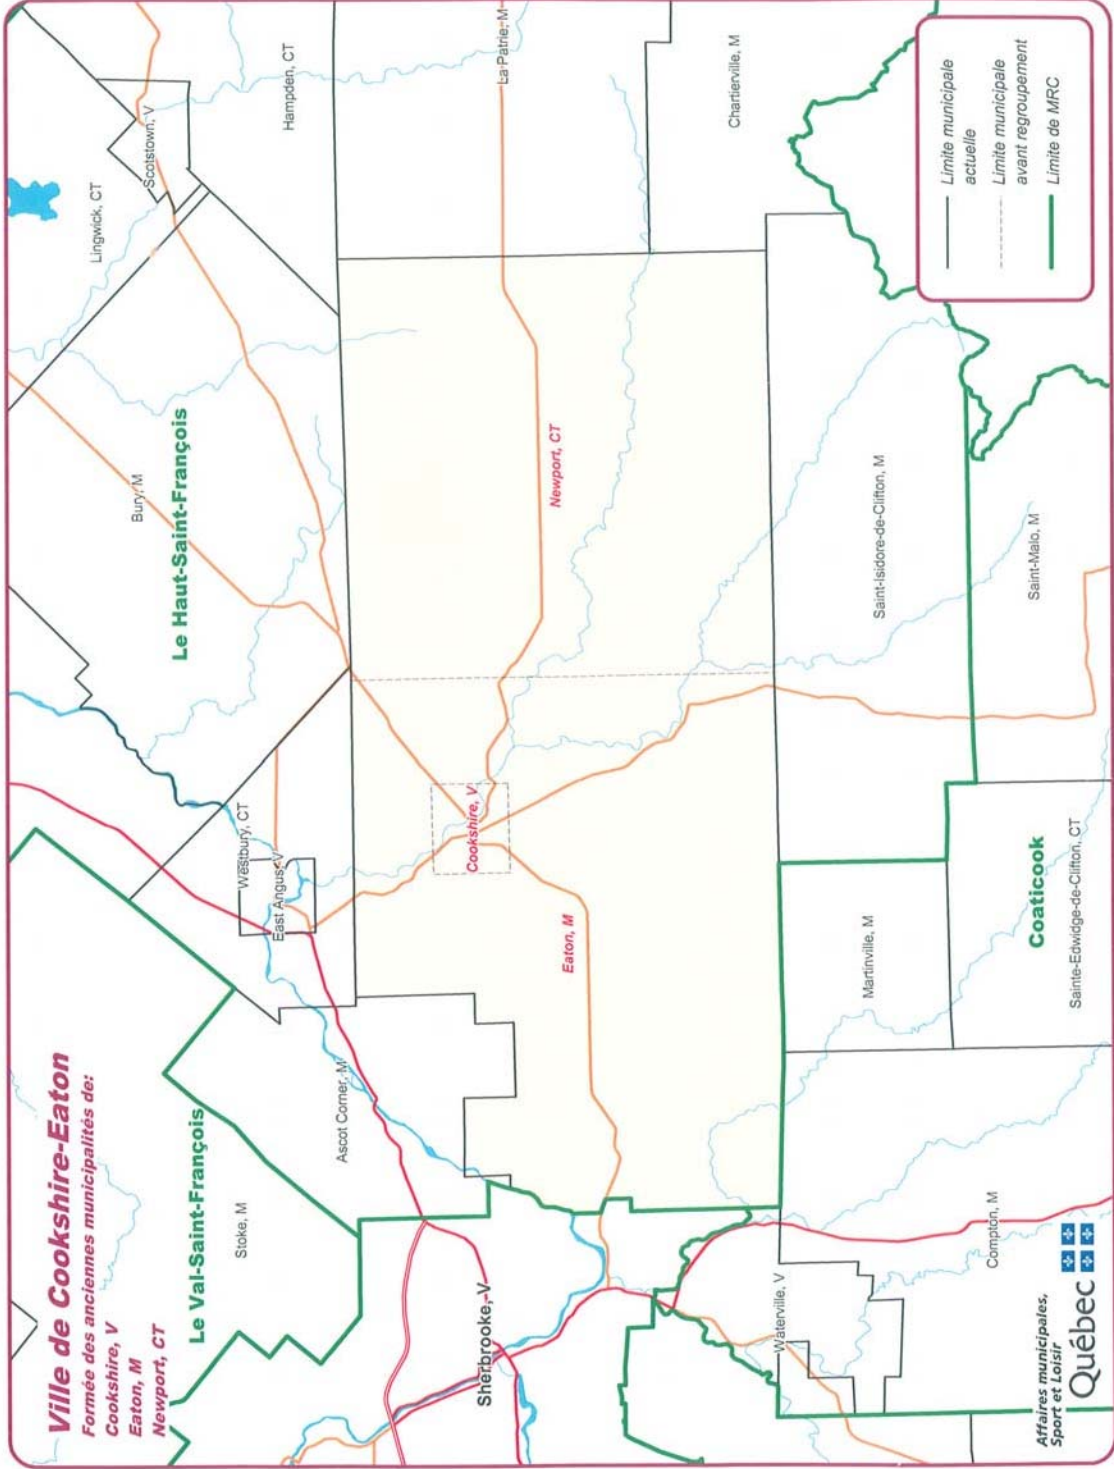 Ville de Cookshire-Eaton
Formée des anciennes municipalités de:
Cookshire, V
Eaton, M
Newport, CT
Lingwick, CT
Scotstown, V
Hampden, CT
La Patrie, M
Chartierville, M
Bury, M
Le Haut-Saint-François
Westbury, CT
East Angus, V
Newport, CT
Cookshire, V
Eaton, M
Saint-Isidore-de-Clifton, M
Saint-Malo, M
Ascot Corner, M
Le Val-Saint-François
Stoke, M
Sherbrooke, V
Martinville, M
Coaticook
Sainte-Edwidge-de-Clifton, CT
Waterville, V
Compton, M
Limite municipale
actuelle
Limite municipale
avant regroupement
Limite de MRC
Affaires municipales,
Sport et Loisir
Québec